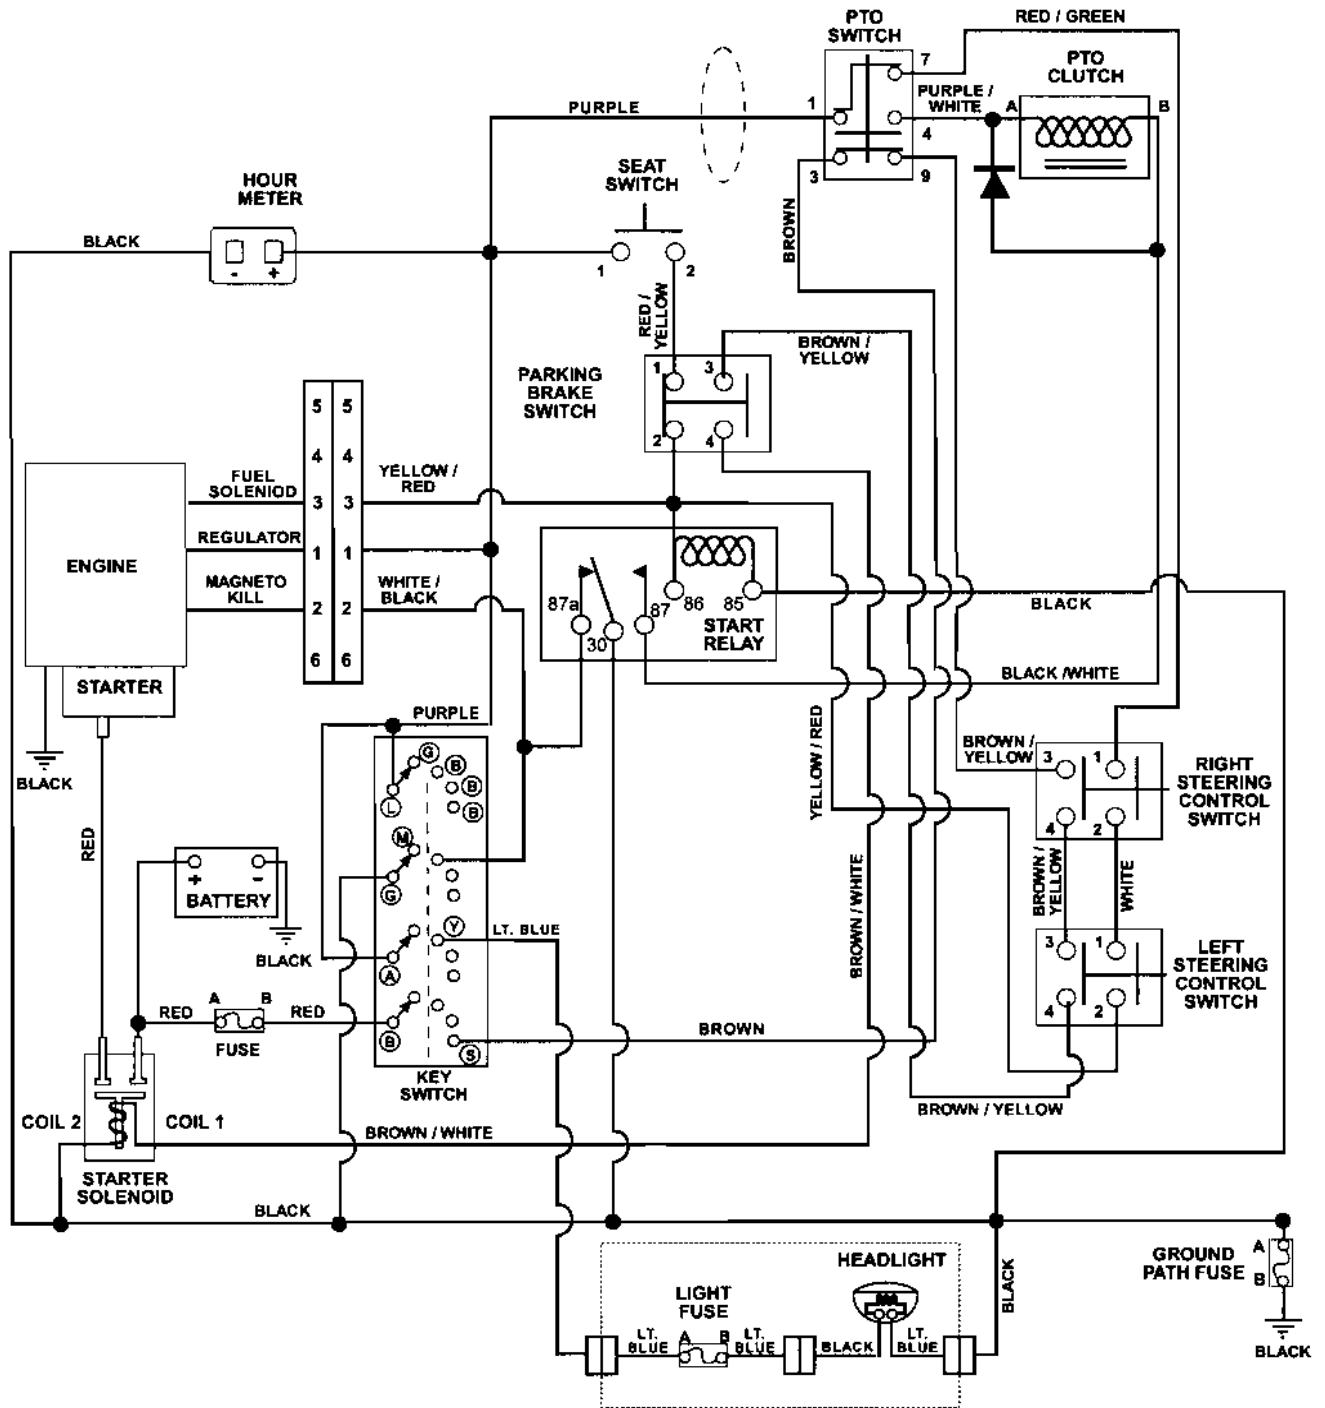 PTO
SWITCH
RED / GREEN
7
PTO
CLUTCH
PURPLE /
WHITE
A
B
1
PURPLE
4
3
9
SEAT
SWITCH
HOUR
METER
BLACK
- +
1
2
BROWN
RED /
YELLOW
BROWN /
YELLOW
PARKING
BRAKE
SWITCH
1
3
2
4
5 5
4 4
3 3
1 1
2 2
6 6
FUEL
SOLENIOD
YELLOW /
RED
REGULATOR
ENGINE
MAGNETO
KILL
WHITE /
BLACK
87a
30
87
86
85
START
RELAY
BLACK
STARTER
BLACK /WHITE
PURPLE
BLACK
G
B
B
B
L
M
G
Y
A
B
S
KEY
SWITCH
YELLOW / RED
BROWN /
YELLOW
3
1
4
2
RIGHT
STEERING
CONTROL
SWITCH
RED
+ -
BATTERY
BLACK
BROWN / WHITE
BROWN /
YELLOW
WHITE
LT. BLUE
3
1
4
2
LEFT
STEERING
CONTROL
SWITCH
RED
A
B
RED
FUSE
BROWN
BROWN / YELLOW
COIL 2
COIL 1
BROWN / WHITE
STARTER
SOLENOID
BLACK
HEADLIGHT
BLACK
GROUND
PATH FUSE
A
B
BLACK
LIGHT
FUSE
LT.
BLUE
A
B
LT.
BLUE
BLACK
LT.
BLUE